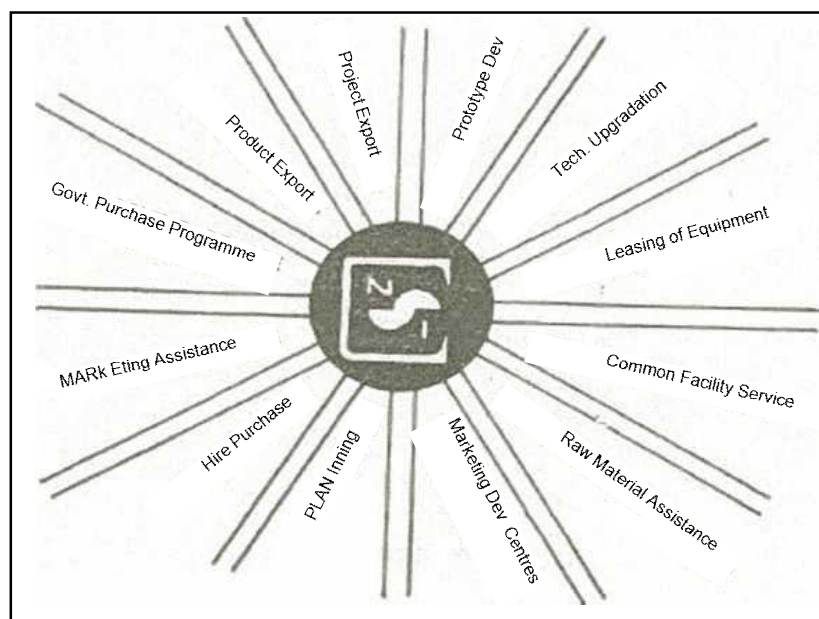 Project Export
Prototype Dev
Tech. Upgradation
Leasing of Equipment
Common Facility Service
Raw Material Assistance
Marketing Dev. Centres
PLAN Inning
Hire Purchase
MARk Eting Assistance
Govt. Purchase Programme
Product Export